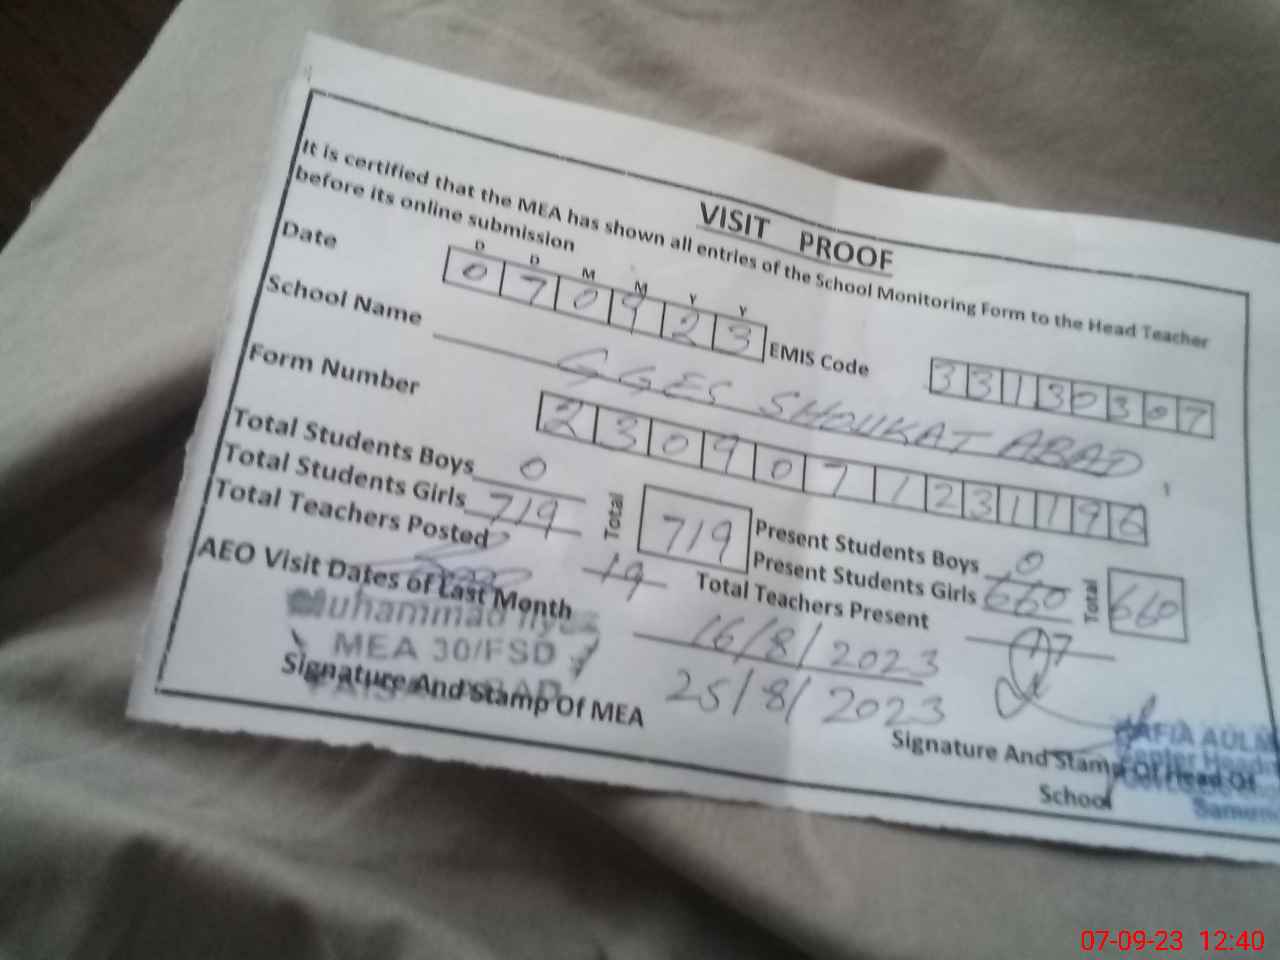 VISIT PROOF
It is certified that the MEA has shown all entries of the School Monitoring Form to the Head Teacher
before its online submission
D D M M Y Y
Date 0 7 0 9 2 3 EMIS Code 3 3 1 3 0 3 0 7
School Name GGES SHOUKAT ABAD
Form Number 2 3 0 9 0 7 1 2 3 1 1 9 6
Total Students Boys 0 Present Students Boys 0
Total Students Girls 719 Total 719 Present Students Girls 660 Total 660
Total Teachers Posted 19 Total Teachers Present 17
AEO Visit Dates of Last Month 16/8/2023
25/8/2023
Muhammad
MEA 30/FSD
Signature And Stamp Of MEA
Signature And Stamp Of Head Of
School
07-09-23 12:40